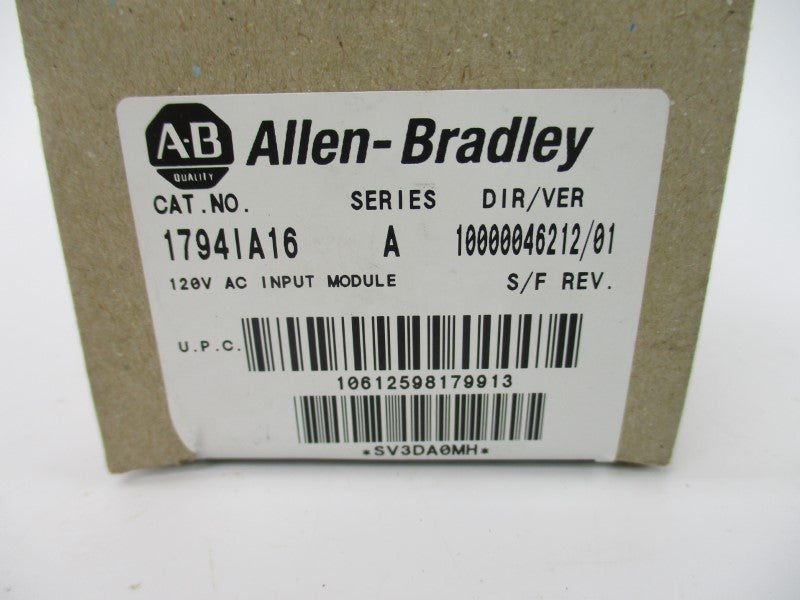 A-B Allen-Bradley
QUALITY
CAT.NO. SERIES DIR/VER
1794IA16 A 10000046212/01
120V AC INPUT MODULE S/F REV.
U.P.C.
10612598179913
*SV3DA0MH*